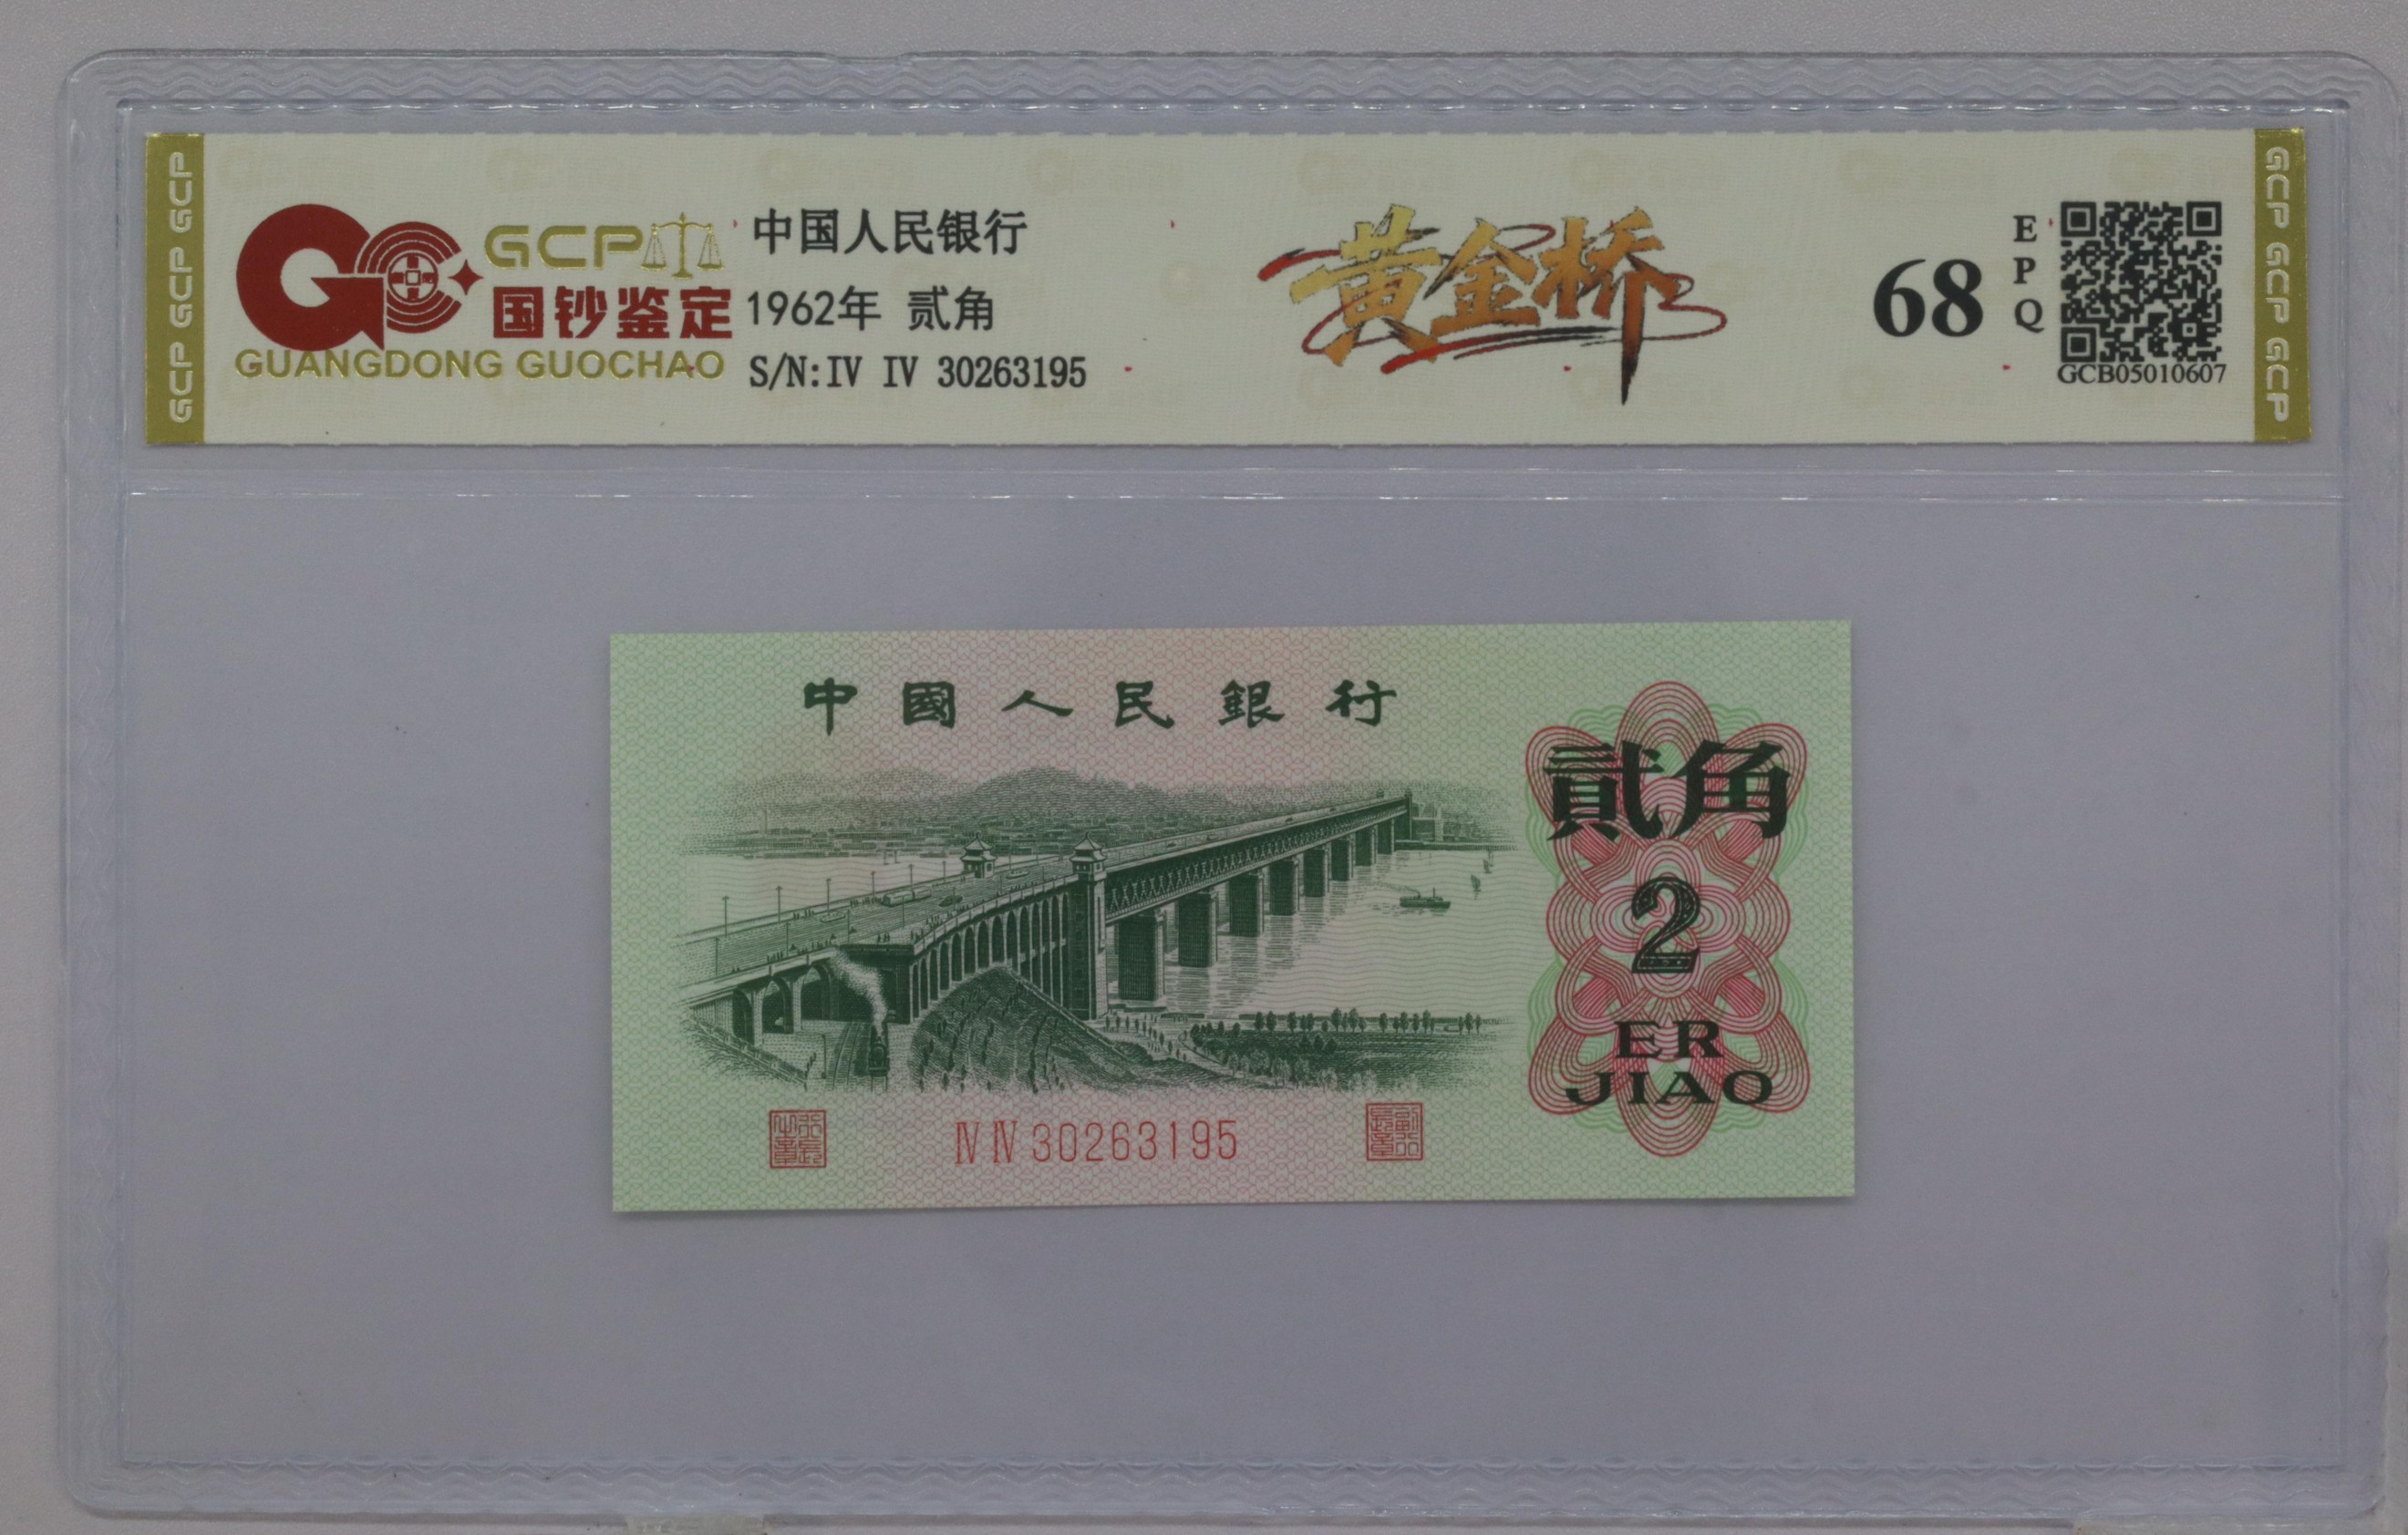 GCP GCP GCP
GCP
国钞鉴定
GUANGDONG GUOCHAO
中国人民银行
1962年 贰角
S/N:IV IV 30263195
黄金桥
68
EPQ
GCB05010607
GCP GCP GCP
中國人民銀行
貳角
2
ER
JIAO
IV IV 30263195